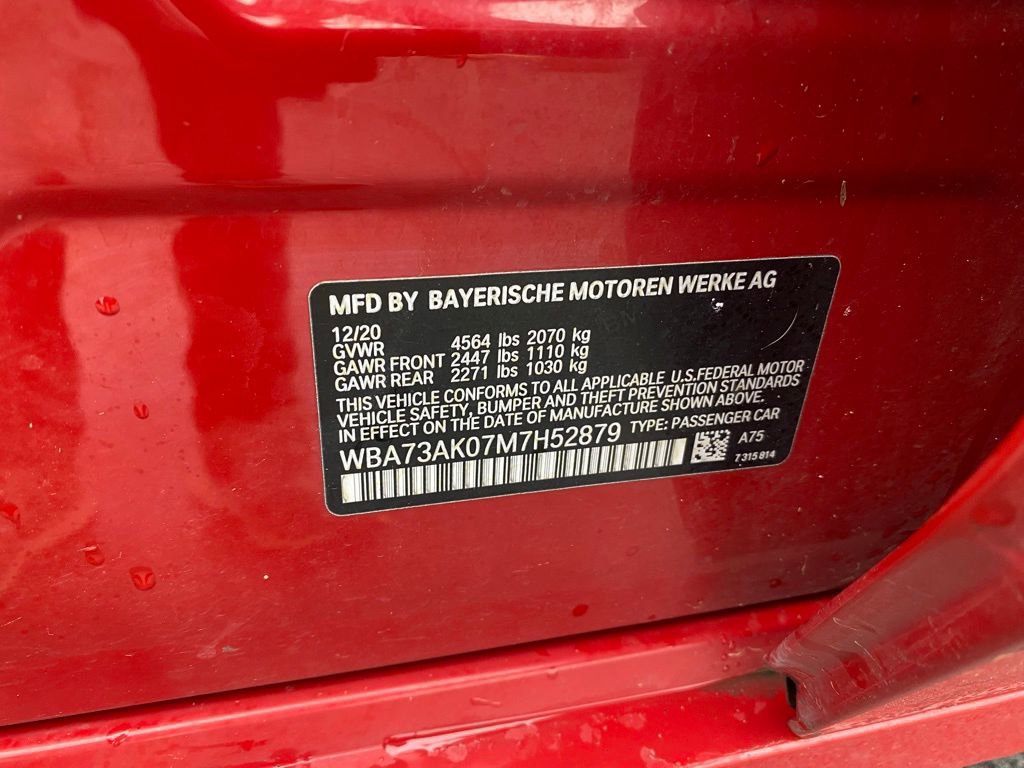 MFD BY BAYERISCHE MOTOREN WERKE AG
12/20
GVWR 4564 lbs 2070 kg
GAWR FRONT 2447 lbs 1110 kg
GAWR REAR 2271 lbs 1030 kg
THIS VEHICLE CONFORMS TO ALL APPLICABLE U.S.FEDERAL MOTOR
VEHICLE SAFETY, BUMPER AND THEFT PREVENTION STANDARDS
IN EFFECT ON THE DATE OF MANUFACTURE SHOWN ABOVE.
WBA73AK07M7H52879 TYPE: PASSENGER CAR
A75
7 315 814